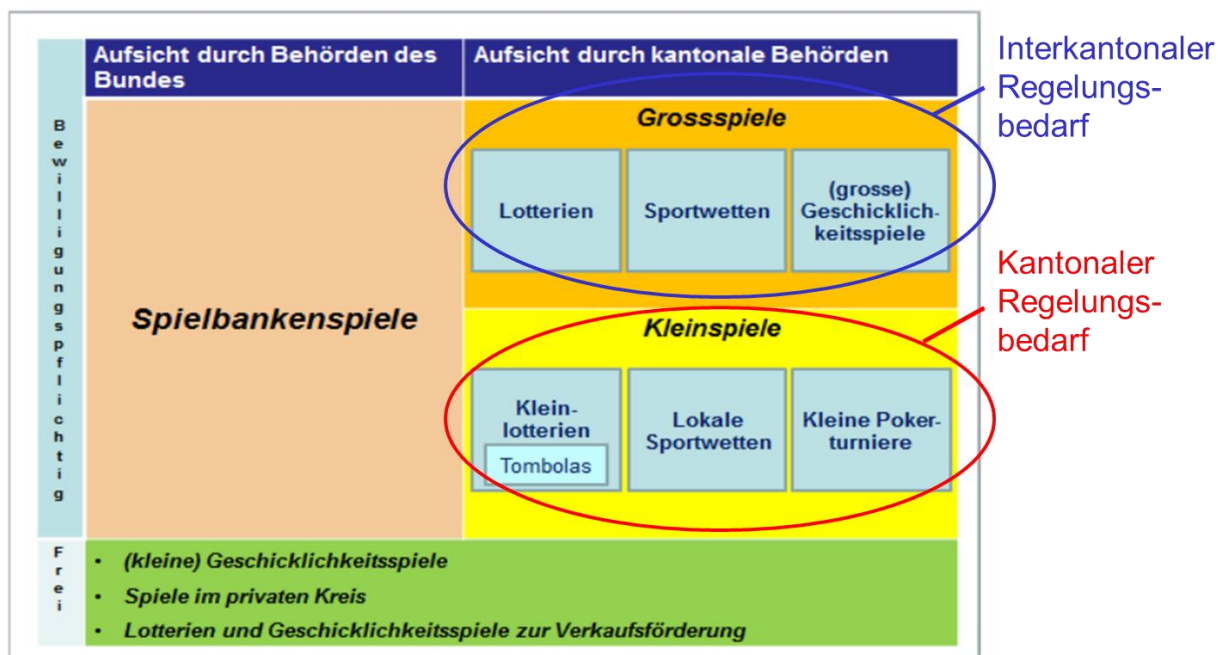 Aufsicht durch Behörden des
Bundes
Aufsicht durch kantonale Behörden
Interkantonaler
Regelungs-
bedarf
Bewilligungspflichtig
Spielbankenspiele
Grossspiele
Lotterien
Sportwetten
(grosse)
Geschicklich-
keitsspiele
Kantonaler
Regelungs-
bedarf
Kleinspiele
Klein-
lotterien
Tombolas
Lokale
Sportwetten
Kleine Poker-
turniere
Frei
• (kleine) Geschicklichkeitsspiele
• Spiele im privaten Kreis
• Lotterien und Geschicklichkeitsspiele zur Verkaufsförderung